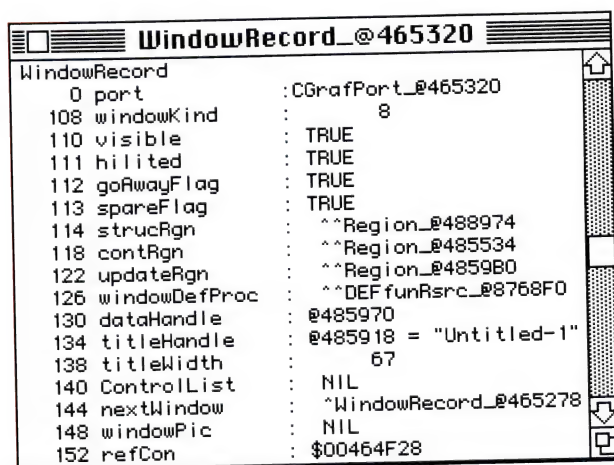 WindowRecord_@465320
WindowRecord
0 port :CGrafPort_@465320
108 windowKind : 8
110 visible : TRUE
111 hilited : TRUE
112 goAwayFlag : TRUE
113 spareFlag : TRUE
114 strucRgn : ^^Region_@488974
118 contRgn : ^^Region_@485534
122 updateRgn : ^^Region_@4859B0
126 windowDefProc : ^^DEFfunRsrc_@8768F0
130 dataHandle : @485970
134 titleHandle : @485918 = "Untitled-1"
138 titleWidth : 67
140 ControlList : NIL
144 nextWindow : ^WindowRecord_@465278
148 windowPic : NIL
152 refCon : $00464F28